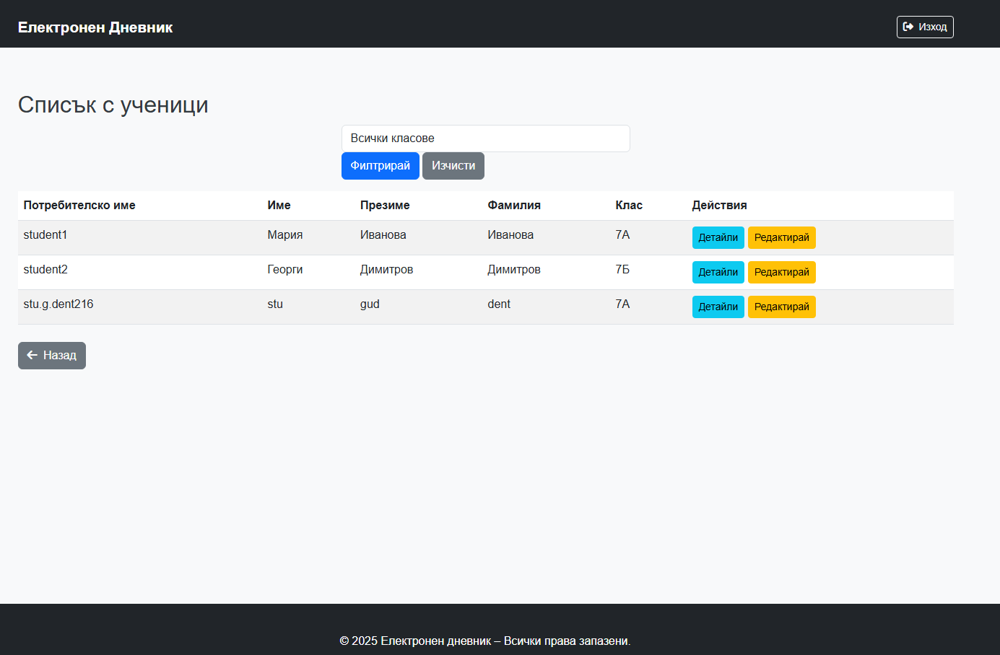 Електронен Дневник
Изход
Списък с ученици
Всички класове
Филтрирай Изчисти
Потребителско име Име Презиме Фамилия Клас Действия
student1 Мария Иванова Иванова 7А Детайли Редактирай
student2 Георги Димитров Димитров 7Б Детайли Редактирай
stu.g.dent216 stu gud dent 7А Детайли Редактирай
Назад
© 2025 Електронен дневник – Всички права запазени.